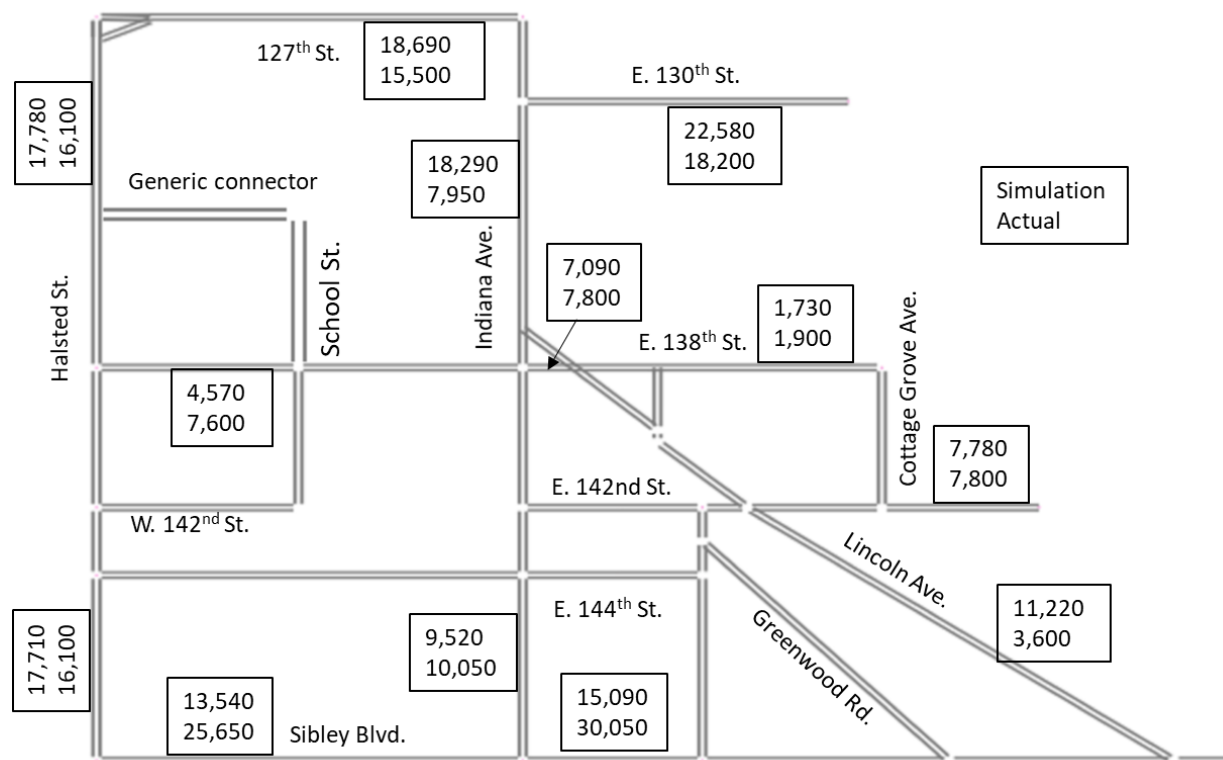 127th St.
18,690
15,500
E. 130th St.
17,780
16,100
22,580
18,200
18,290
7,950
Generic connector
Simulation
Actual
School St.
Indiana Ave.
7,090
7,800
Halsted St.
E. 138th St.
1,730
1,900
Cottage Grove Ave.
4,570
7,600
7,780
7,800
E. 142nd St.
W. 142nd St.
Lincoln Ave.
17,710
16,100
9,520
10,050
E. 144th St.
Greenwood Rd.
11,220
3,600
13,540
25,650
Sibley Blvd.
15,090
30,050